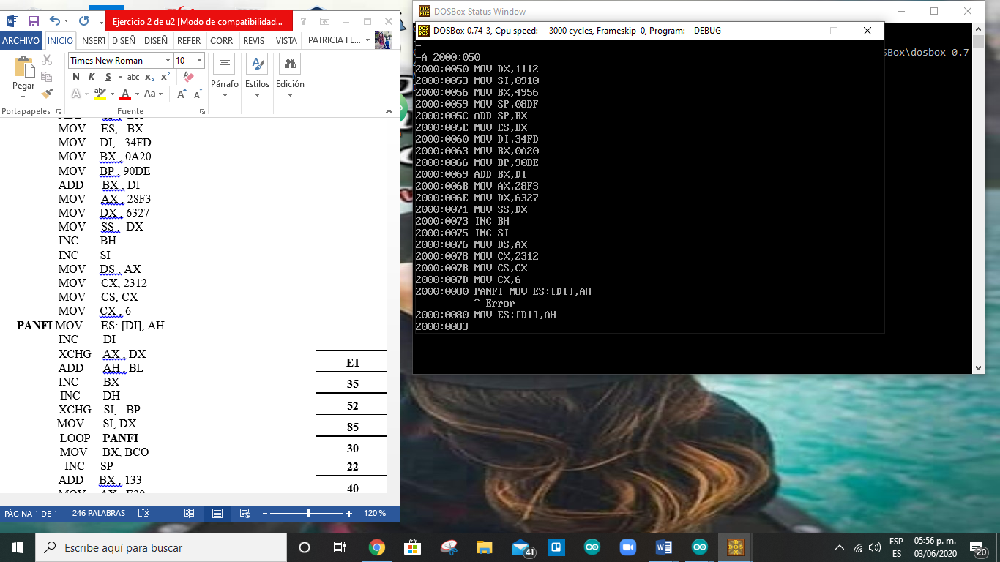 Ejercicio 2 de u2 [Modo de compatibilidad...
ARCHIVO INICIO INSERT DISEÑ DISEÑ REFER CORR REVIS VISTA PATRICIA FE...
Times New Roman 10
Pegar
N K S abc x₂ x²
A ab A Aa A A
Párrafo Estilos Edición
Portapapeles Fuente
MOV ES, BX
MOV DI, 34FD
MOV BX , 0A20
MOV BP , 90DE
ADD BX , DI
MOV AX , 28F3
MOV DX , 6327
MOV SS , DX
INC BH
INC SI
MOV DS , AX
MOV CX, 2312
MOV CS, CX
MOV CX , 6
PANFI MOV ES: [DI], AH
INC DI
XCHG AX , DX
ADD AH , BL
INC BX
INC DH
XCHG SI, BP
MOV SI, DX
LOOP PANFI
MOV BX, BCO
INC SP
ADD BX , 133
MOV AX , E20
E1
35
52
85
30
22
40
PÁGINA 1 DE 1 246 PALABRAS 120 %
DOSBox Status Window
SBox\dosbox-0.7
DOSBox 0.74-3, Cpu speed: 3000 cycles, Frameskip 0, Program: DEBUG
-
-A 2000:050
2000:0050 MOV DX,1112
2000:0053 MOV SI,0910
2000:0056 MOV BX,4956
2000:0059 MOV SP,08DF
2000:005C ADD SP,BX
2000:005E MOV ES,BX
2000:0060 MOV DI,34FD
2000:0063 MOV BX,0A20
2000:0066 MOV BP,90DE
2000:0069 ADD BX,DI
2000:006B MOV AX,28F3
2000:006E MOV DX,6327
2000:0071 MOV SS,DX
2000:0073 INC BH
2000:0075 INC SI
2000:0076 MOV DS,AX
2000:0078 MOV CX,2312
2000:007B MOV CS,CX
2000:007D MOV CX,6
2000:0080 PANFI MOV ES:[DI],AH
^ Error
2000:0080 MOV ES:[DI],AH
2000:0083
Escribe aquí para buscar
41
ESP
ES
05:56 p. m.
03/06/2020
20